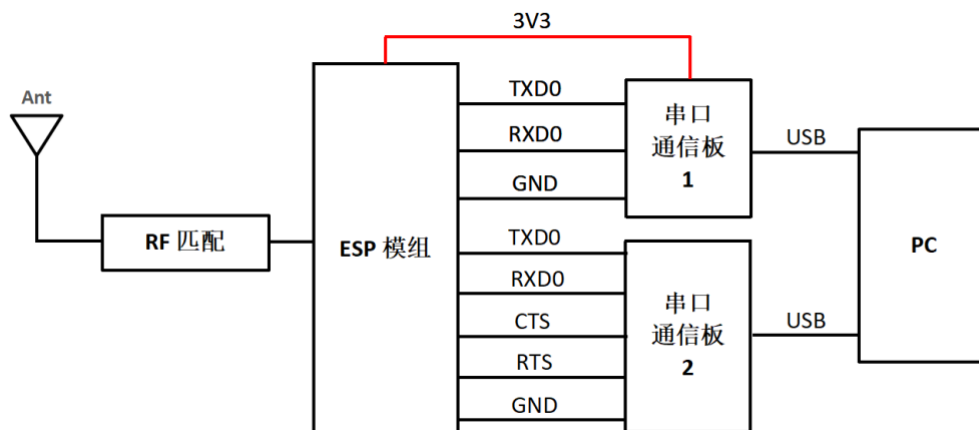 3V3
Ant
TXD0
RXD0
GND
串口
通信板
1
USB
RF 匹配
ESP 模组
PC
TXD0
RXD0
CTS
RTS
GND
串口
通信板
2
USB